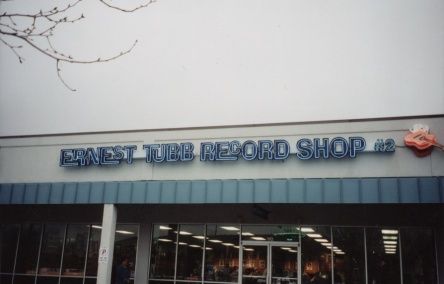 ERNEST TUBB RECORD SHOP #2